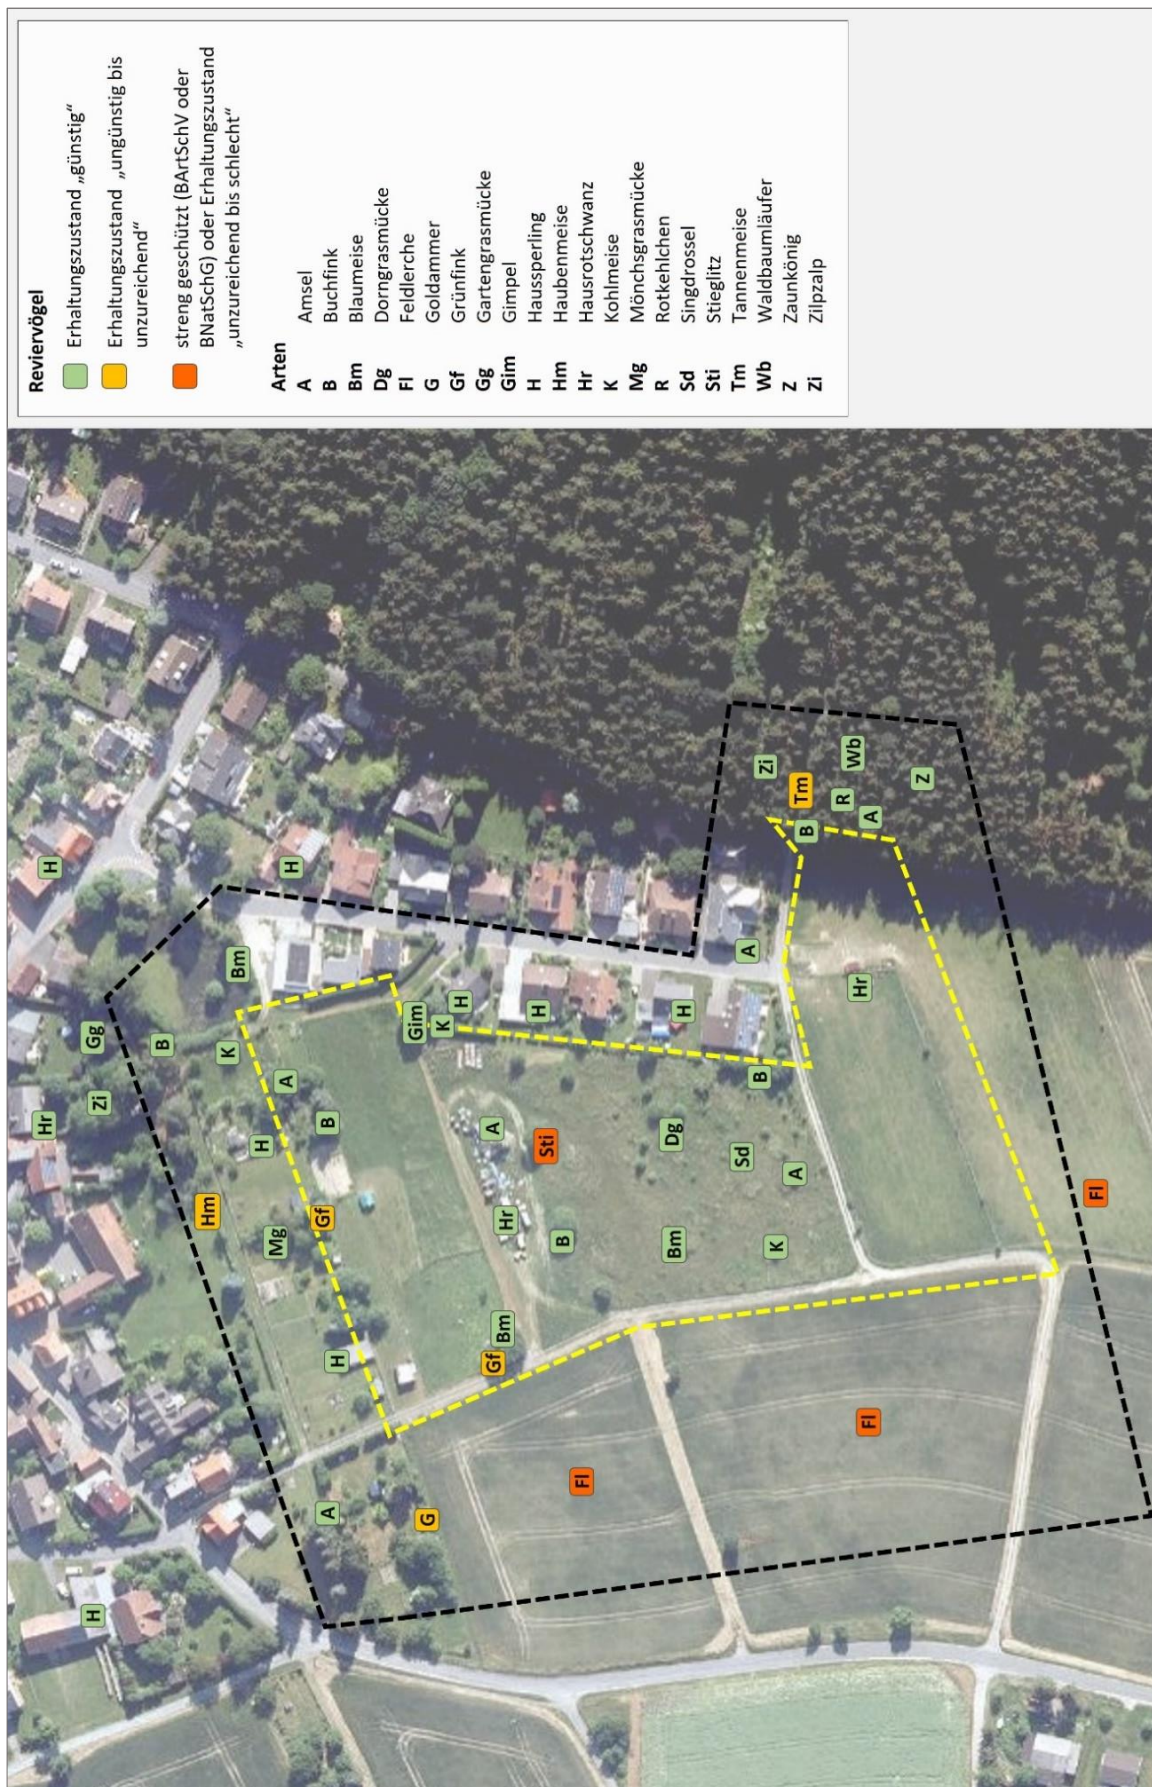 Reviervögel
Erhaltungszustand „günstig“
Erhaltungszustand „ungünstig bis
unzureichend“
streng geschützt (BArtSchV oder
BNatSchG) oder Erhaltungszustand
„unzureichend bis schlecht“
Arten
A Amsel
B Buchfink
Bm Blaumeise
Dg Dorngrasmücke
Fl Feldlerche
G Goldammer
Gf Grünfink
Gg Gartengrasmücke
Gim Gimpel
H Haussperling
Hm Haubenmeise
Hr Hausrotschwanz
K Kohlmeise
Mg Mönchsgrasmücke
R Rotkehlchen
Sd Singdrossel
Sti Stieglitz
Tm Tannenmeise
Wb Waldbaumläufer
Z Zaunkönig
Zi Zilpzalp
H
H
Hr
Gg
Zi
B
H
Hm
K
Bm
H
A
Mg
H
A
B
Gf
H
G
Gim
K
H
Gf
Bm
A
Hr
Sti
H
B
Fl
Dg
Bm
H
Sd
A
B
K
A
Zi
Tm
B
R
Wb
A
Hr
Fl
Z
Fl